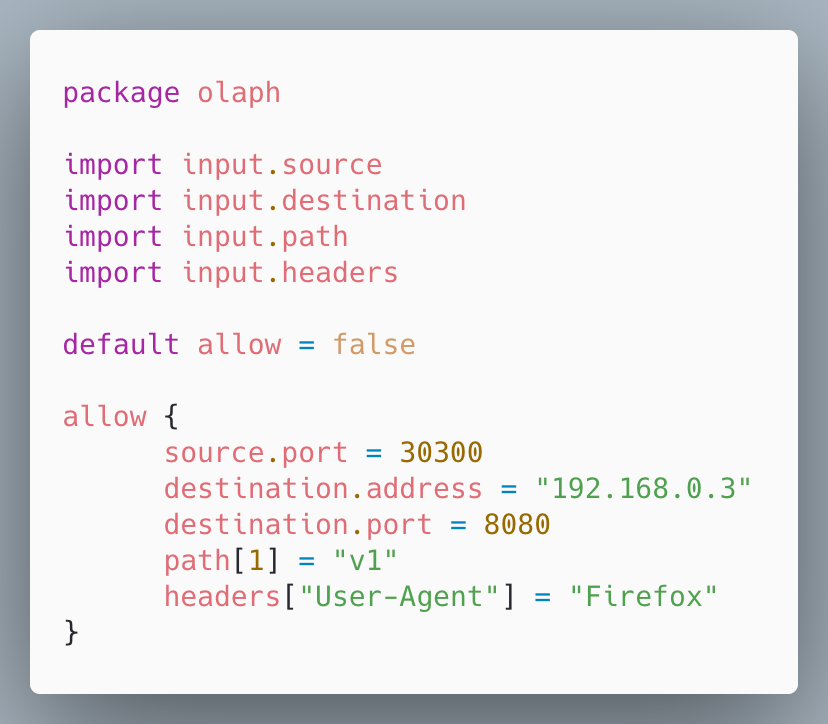 package olaph

import input.source
import input.destination
import input.path
import input.headers

default allow = false

allow {
      source.port = 30300
      destination.address = "192.168.0.3"
      destination.port = 8080
      path[1] = "v1"
      headers["User-Agent"] = "Firefox"
}